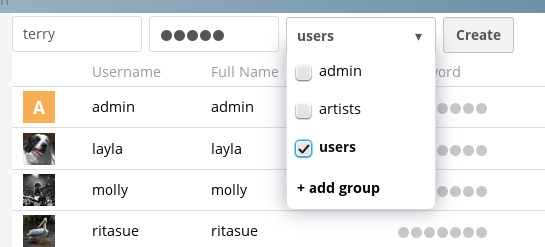 terry ●●●●● users ▼ Create
Username Full Name word
admin
artists
users
+ add group
A admin admin ●●●●
layla layla
molly molly
ritasue ritasue ●●●●●●●